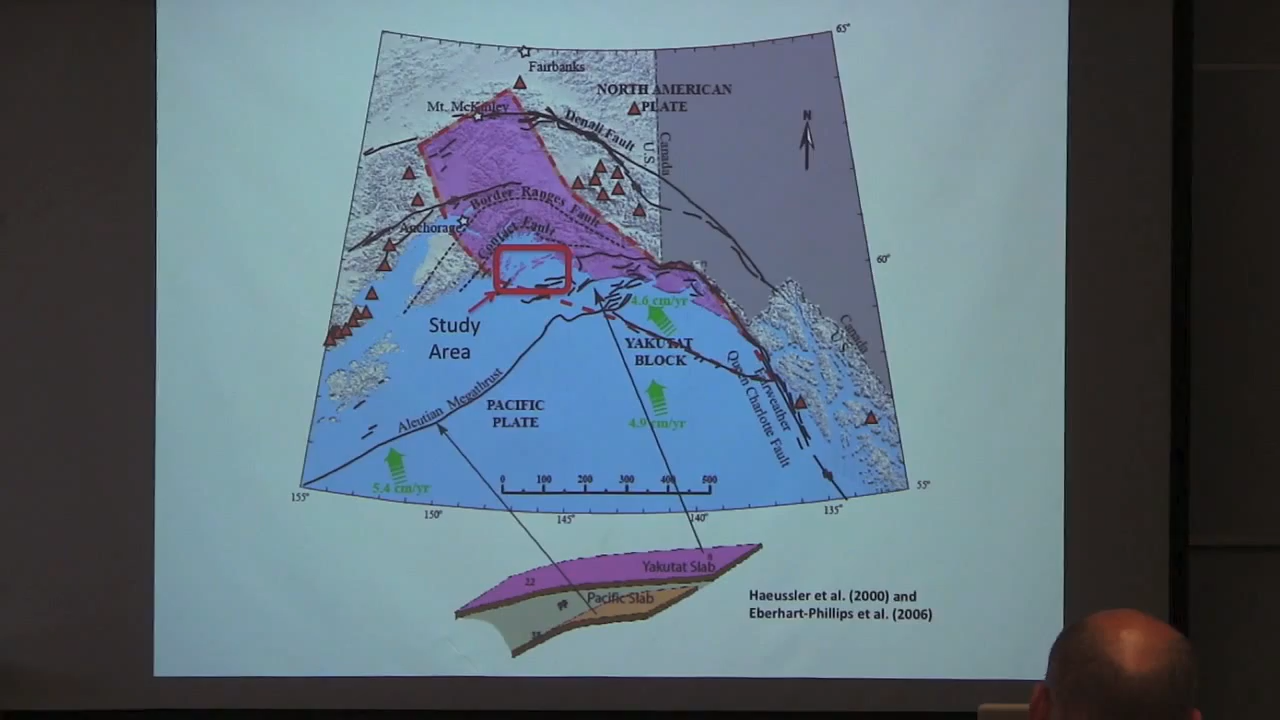 65°
Fairbanks
NORTH AMERICAN
PLATE
Mt. McKinley
Denali Fault
N
Canada
U.S.
Border Ranges Fault
Anchorage
Contact Fault
60°
4.6 cm/yr
Study
Area
YAKUTAT
BLOCK
Canada
U.S.
Aleutian Megathrust
PACIFIC
PLATE
Fairweather
Queen Charlotte Fault
4.9 cm/yr
5.4 cm/yr
0 100 200 300 400 500
155°
55°
150°
145°
140°
135°
Yakutat Slab
22
Pacific Slab
Haeussler et al. (2000) and
Eberhart-Phillips et al. (2006)